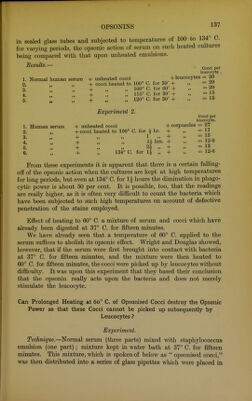 OPSONINS 137
in sealed glass tubes and subjected to temperatures of 100 to 134° C.
for varying periods, the opsonic action of serum on such heated cultures
being compared with that upon unheated emulsions.
Results.—
Cocci per
leucocyte.
1. Normal human serum + unheated cocci + leucocytes = 30
2. „ „ + cocci heated to 100° C. for 30′ + „ = 29
3. „ „ + „ „ 100° C. for 60′ + „ = 29
4. „ „ + „ „ 110° C. for 30′ + „ = 13
5. „ „ + „ „ 120° C. for 30′ + „ = 13
Experiment 2.
Cocci per
leucocyte.
1. Human serum + unheated cocci + corpuscles = 27
2. „ + cocci heated to 100° C. for ½ hr. + „ = 17
3. „ + „ „ „ 1 „ + „ = 15
4. „ + „ „ „ 1½ hrs. + „ = 12·9
5. „ + „ „ „ 2½ „ + „ = 15
6. „ + „ „ 134° C. for 1½ „ + „ = 12·6
From these experiments it is apparent that there is a certain falling-
off of the opsonic action when the cultures are kept at high temperatures
for long periods, but even at 134° C. for 1½ hours the diminution in phago-
cytic power is about 50 per cent. It is possible, too, that the readings
are really higher, as it is often very difficult to count the bacteria which
have been subjected to such high temperatures on account of defective
penetration of the stains employed.
Effect of heating to 60° C. a mixture of serum and cocci which have
already been digested at 37° C. for fifteen minutes.
We have already seen that a temperature of 60° C. applied to the
serum suffices to abolish its opsonic effect. Wright and Douglas showed,
however, that if the serum were first brought into contact with bacteria
at 37° C. for fifteen minutes, and the mixture were then heated to
60° C. for fifteen minutes, the cocci were picked up by leucocytes without
difficulty. It was upon this experiment that they based their conclusion
that the opsonin really acts upon the bacteria and does not merely
stimulate the leucocyte.
Can Prolonged Heating at 60° C. of Opsonised Cocci destroy the Opsonic
Power so that these Cocci cannot be picked up subsequently by
Leucocytes?
Experiment.
Technique.—Normal serum (three parts) mixed with staphylococcus
emulsion (one part); mixture kept in water bath at 37° C. for fifteen
minutes. This mixture, which is spoken of below as “opsonised cocci,”
was then distributed into a series of glass pipettes which were placed in